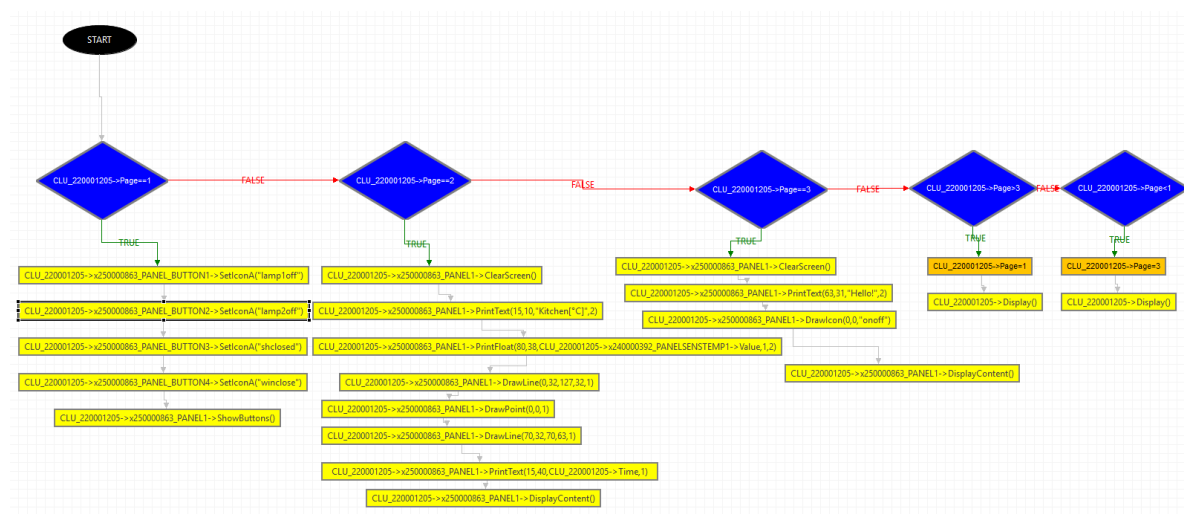 START
CLU_220001205->Page==1
FALSE
CLU_220001205->Page==2
FALSE
CLU_220001205->Page==3
FALSE
CLU_220001205->Page>3
FALSE
CLU_220001205->Page<1
TRUE
CLU_220001205->x250000863_PANEL_BUTTON1->SetIconA("lamp1off")
CLU_220001205->x250000863_PANEL_BUTTON2->SetIconA("lamp2off")
CLU_220001205->x250000863_PANEL_BUTTON3->SetIconA("shclosed")
CLU_220001205->x250000863_PANEL_BUTTON4->SetIconA("winclose")
CLU_220001205->x250000863_PANEL1->ShowButtons()
TRUE
CLU_220001205->x250000863_PANEL1->ClearScreen()
CLU_220001205->x250000863_PANEL1->PrintText(15,10,"Kitchen[°C]",2)
CLU_220001205->x250000863_PANEL1->PrintFloat(80,38,CLU_220001205->x240000392_PANELSENSTEMP1->Value,1,2)
CLU_220001205->x250000863_PANEL1->DrawLine(0,32,127,32,1)
CLU_220001205->x250000863_PANEL1->DrawPoint(0,0,1)
CLU_220001205->x250000863_PANEL1->DrawLine(70,32,70,63,1)
CLU_220001205->x250000863_PANEL1->PrintText(15,40,CLU_220001205->Time,1)
CLU_220001205->x250000863_PANEL1->DisplayContent()
TRUE
CLU_220001205->x250000863_PANEL1->ClearScreen()
CLU_220001205->x250000863_PANEL1->PrintText(63,31,"Hello!",2)
CLU_220001205->x250000863_PANEL1->DrawIcon(0,0,"onoff")
CLU_220001205->x250000863_PANEL1->DisplayContent()
TRUE
CLU_220001205->Page=1
CLU_220001205->Display()
TRUE
CLU_220001205->Page=3
CLU_220001205->Display()